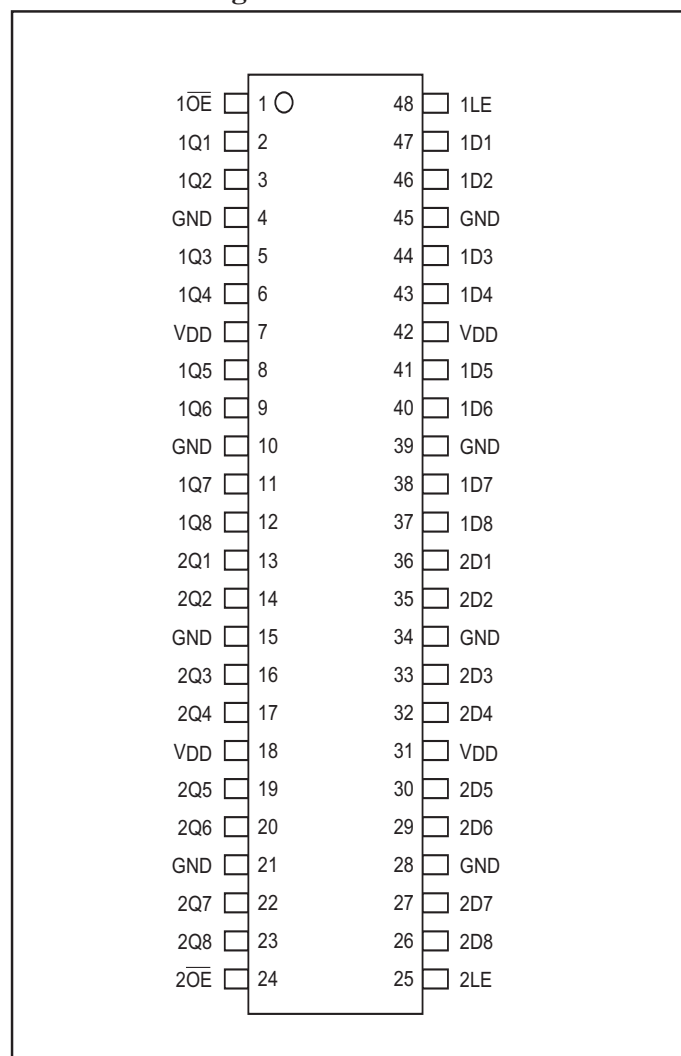 g
1O̅E̅ 1 48 1LE
1Q1 2 47 1D1
1Q2 3 46 1D2
GND 4 45 GND
1Q3 5 44 1D3
1Q4 6 43 1D4
VDD 7 42 VDD
1Q5 8 41 1D5
1Q6 9 40 1D6
GND 10 39 GND
1Q7 11 38 1D7
1Q8 12 37 1D8
2Q1 13 36 2D1
2Q2 14 35 2D2
GND 15 34 GND
2Q3 16 33 2D3
2Q4 17 32 2D4
VDD 18 31 VDD
2Q5 19 30 2D5
2Q6 20 29 2D6
GND 21 28 GND
2Q7 22 27 2D7
2Q8 23 26 2D8
2O̅E̅ 24 25 2LE